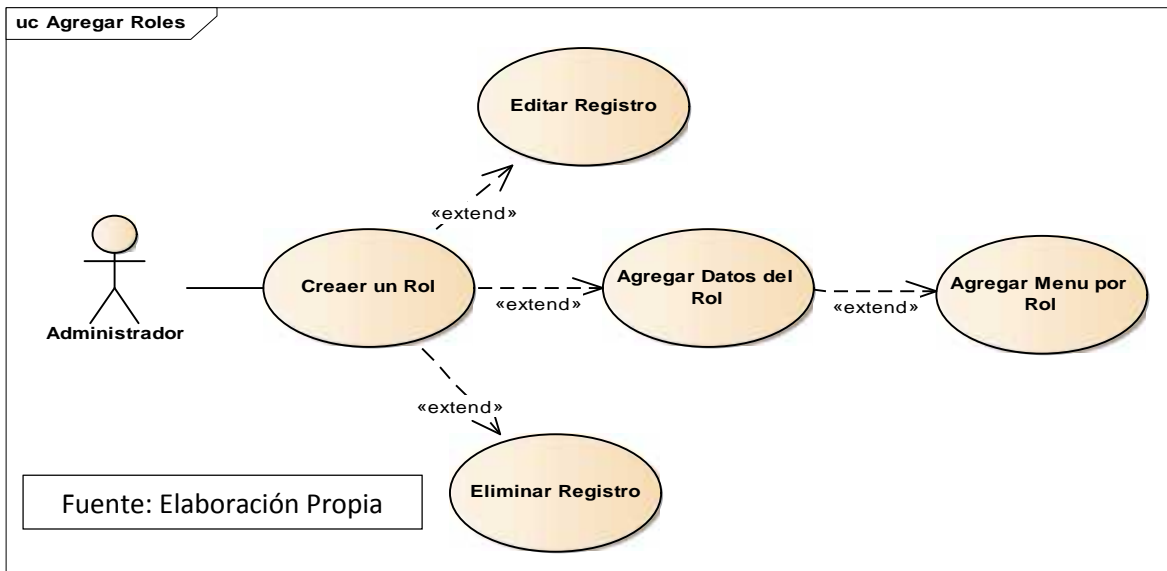 uc Agregar Roles
Editar Registro
«extend»
Creaer un Rol
«extend»
Agregar Datos del
Rol
«extend»
Agregar Menu por
Rol
Administrador
«extend»
Eliminar Registro
Fuente: Elaboración Propia